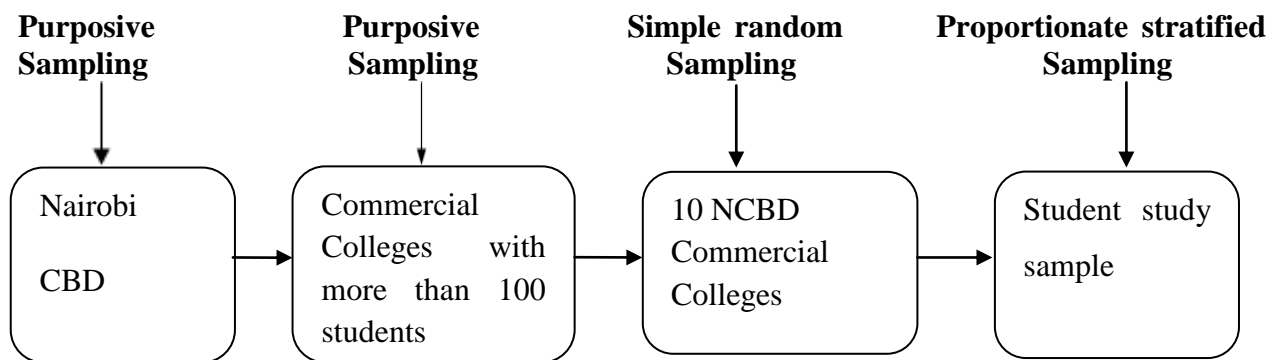 Purposive
Sampling
Purposive
Sampling
Simple random
Sampling
Proportionate stratified
Sampling
Nairobi
CBD
Commercial
Colleges with
more than 100
students
10 NCBD
Commercial
Colleges
Student study
sample